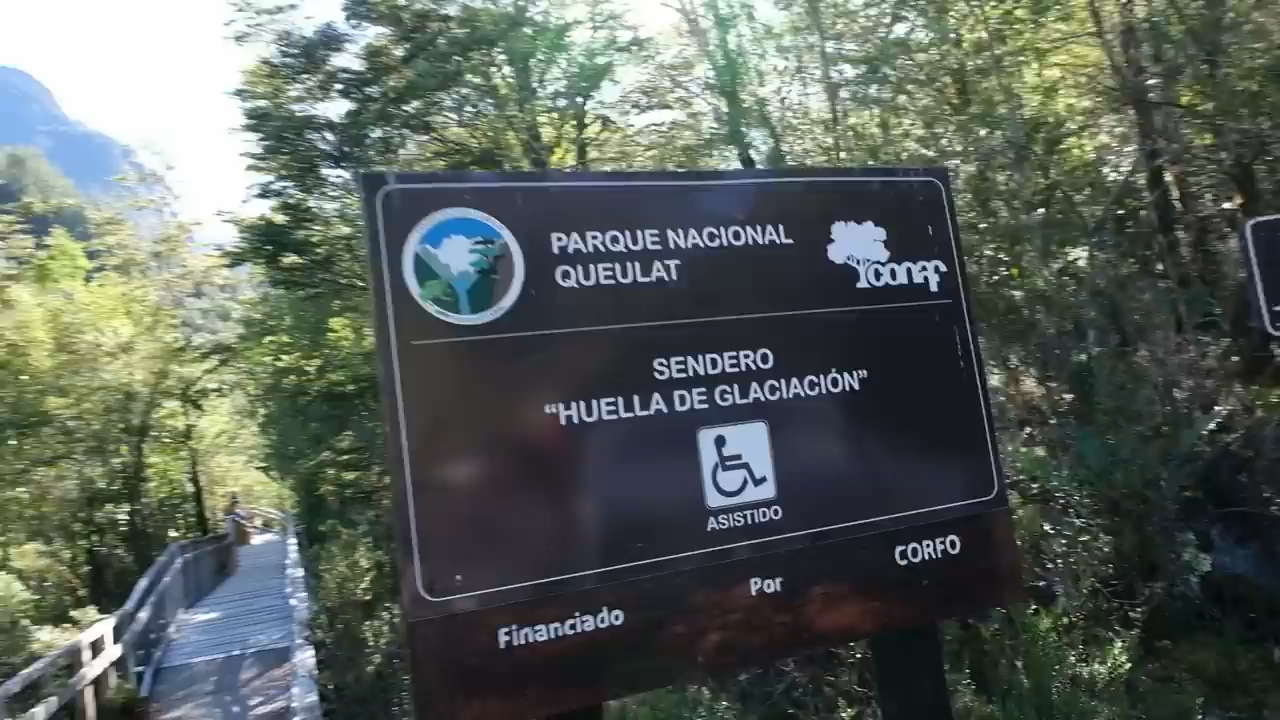 PARQUE NACIONAL
QUEULAT
conaf
SENDERO
“HUELLA DE GLACIACIÓN”
ASISTIDO
Financiado Por CORFO